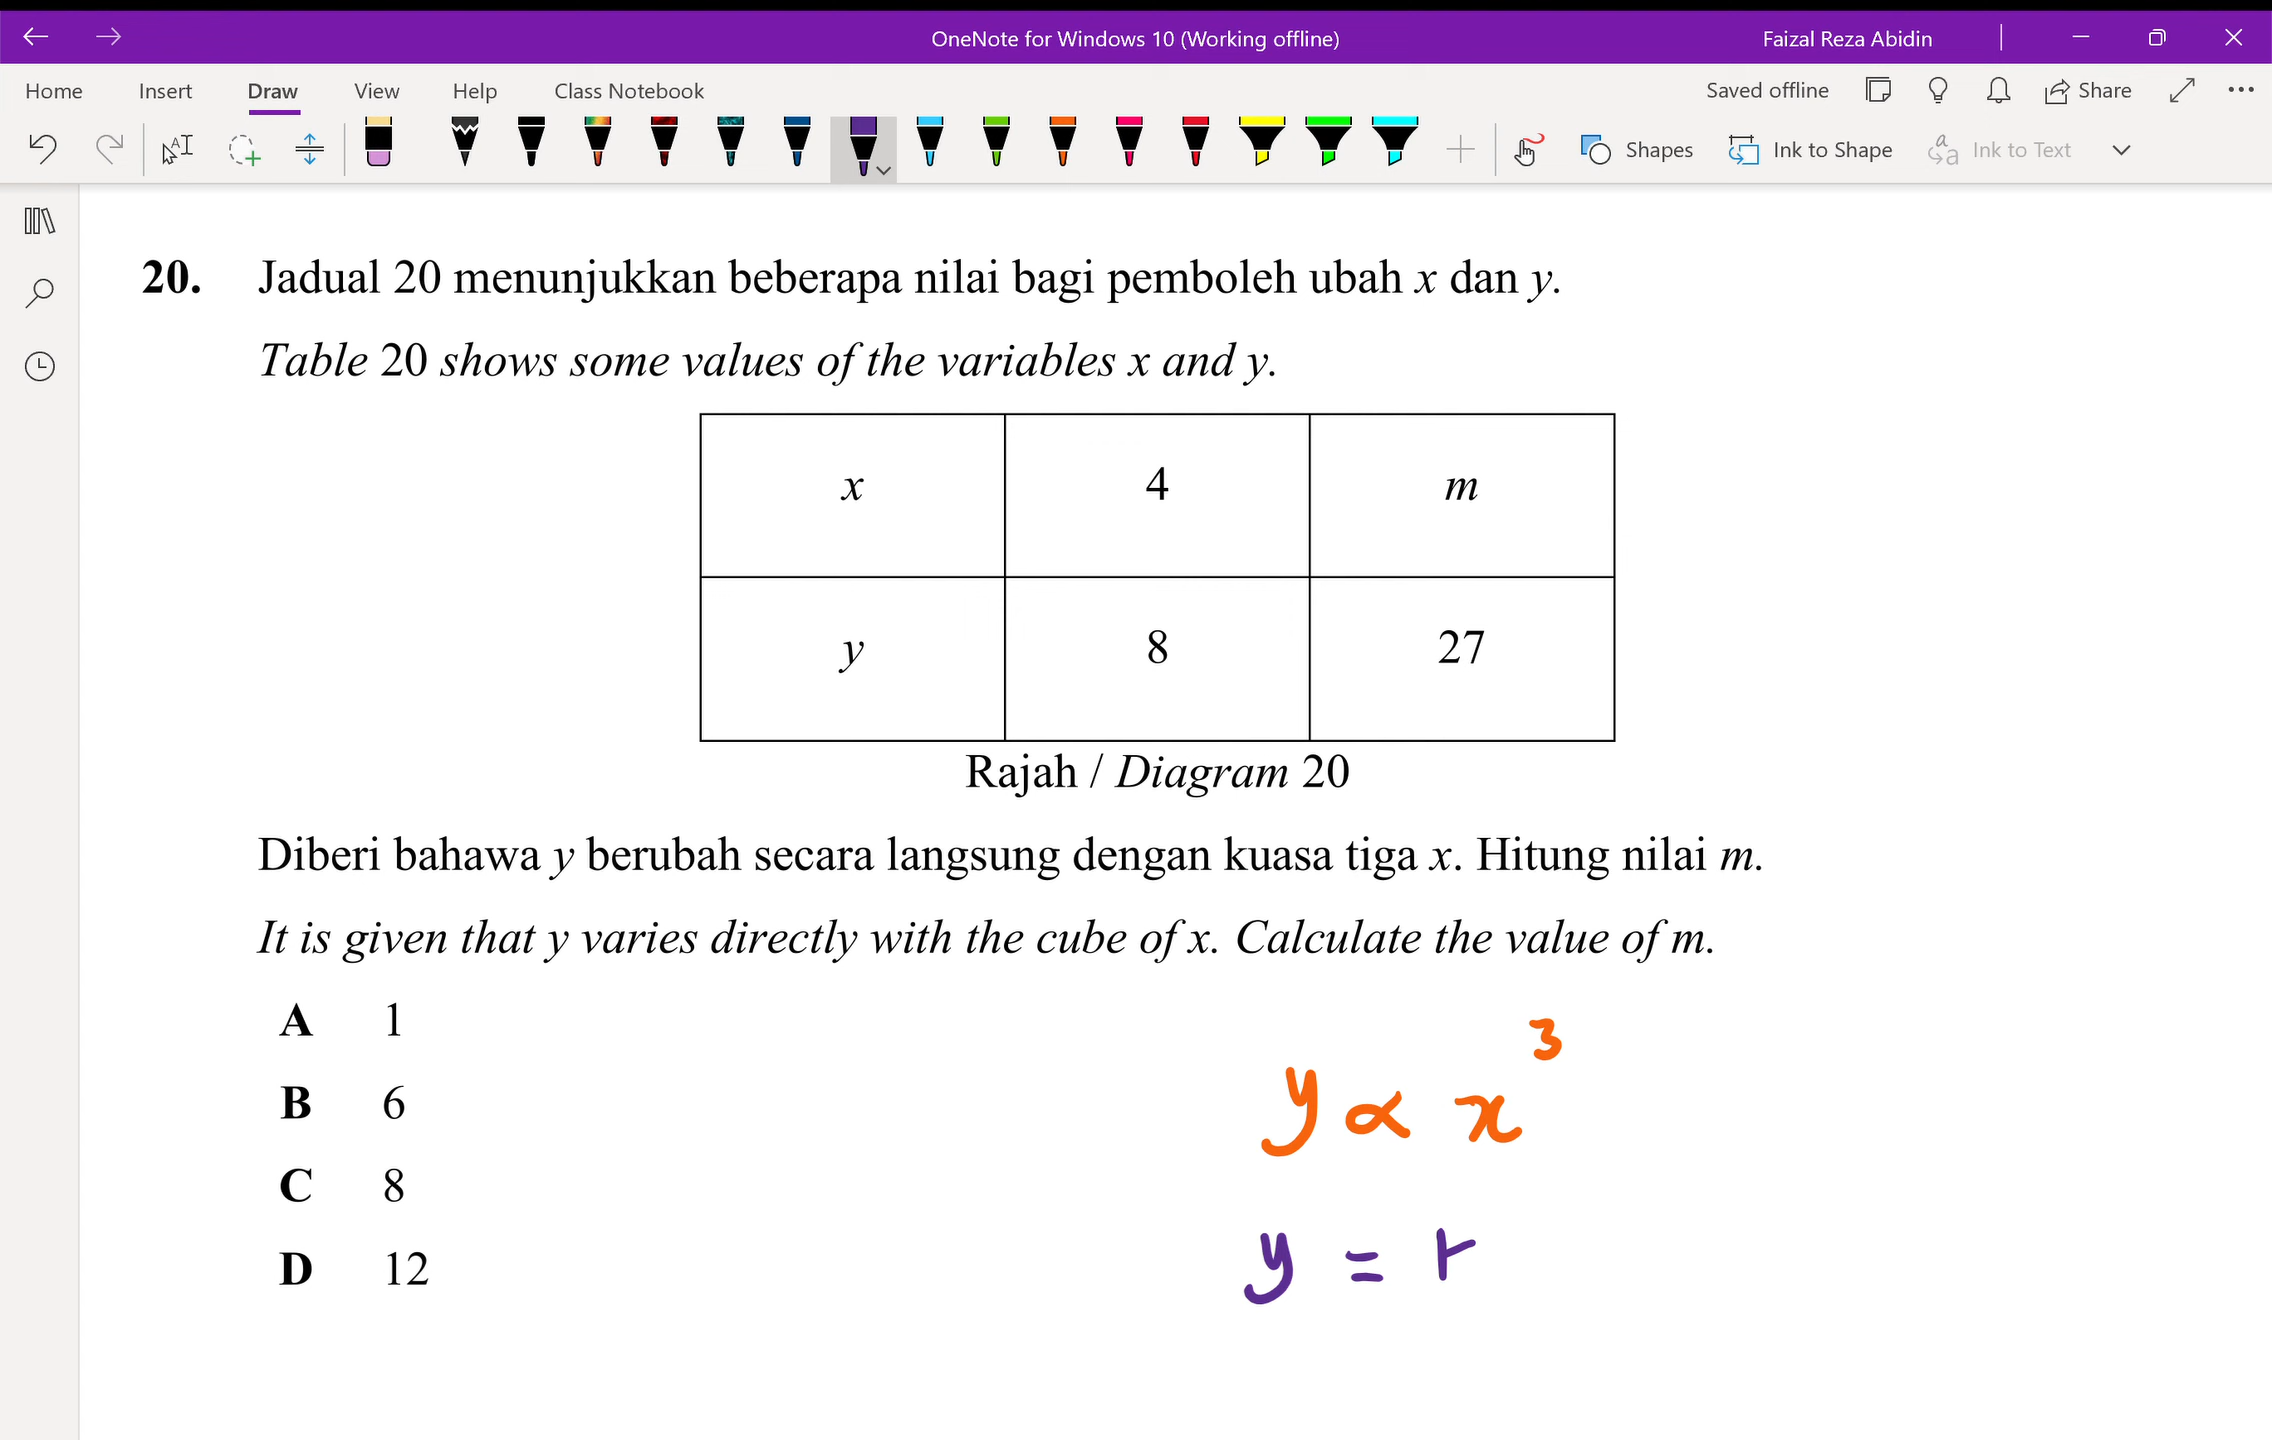 OneNote for Windows 10 (Working offline)
Faizal Reza Abidin
Home Insert Draw View Help Class Notebook
Saved offline Share
Shapes Ink to Shape Ink to Text
20. Jadual 20 menunjukkan beberapa nilai bagi pemboleh ubah x dan y.
Table 20 shows some values of the variables x and y.
x 4 m
y 8 27
Rajah / Diagram 20
Diberi bahawa y berubah secara langsung dengan kuasa tiga x. Hitung nilai m.
It is given that y varies directly with the cube of x. Calculate the value of m.
A 1
B 6
C 8
D 12
y ∝ x³
y =